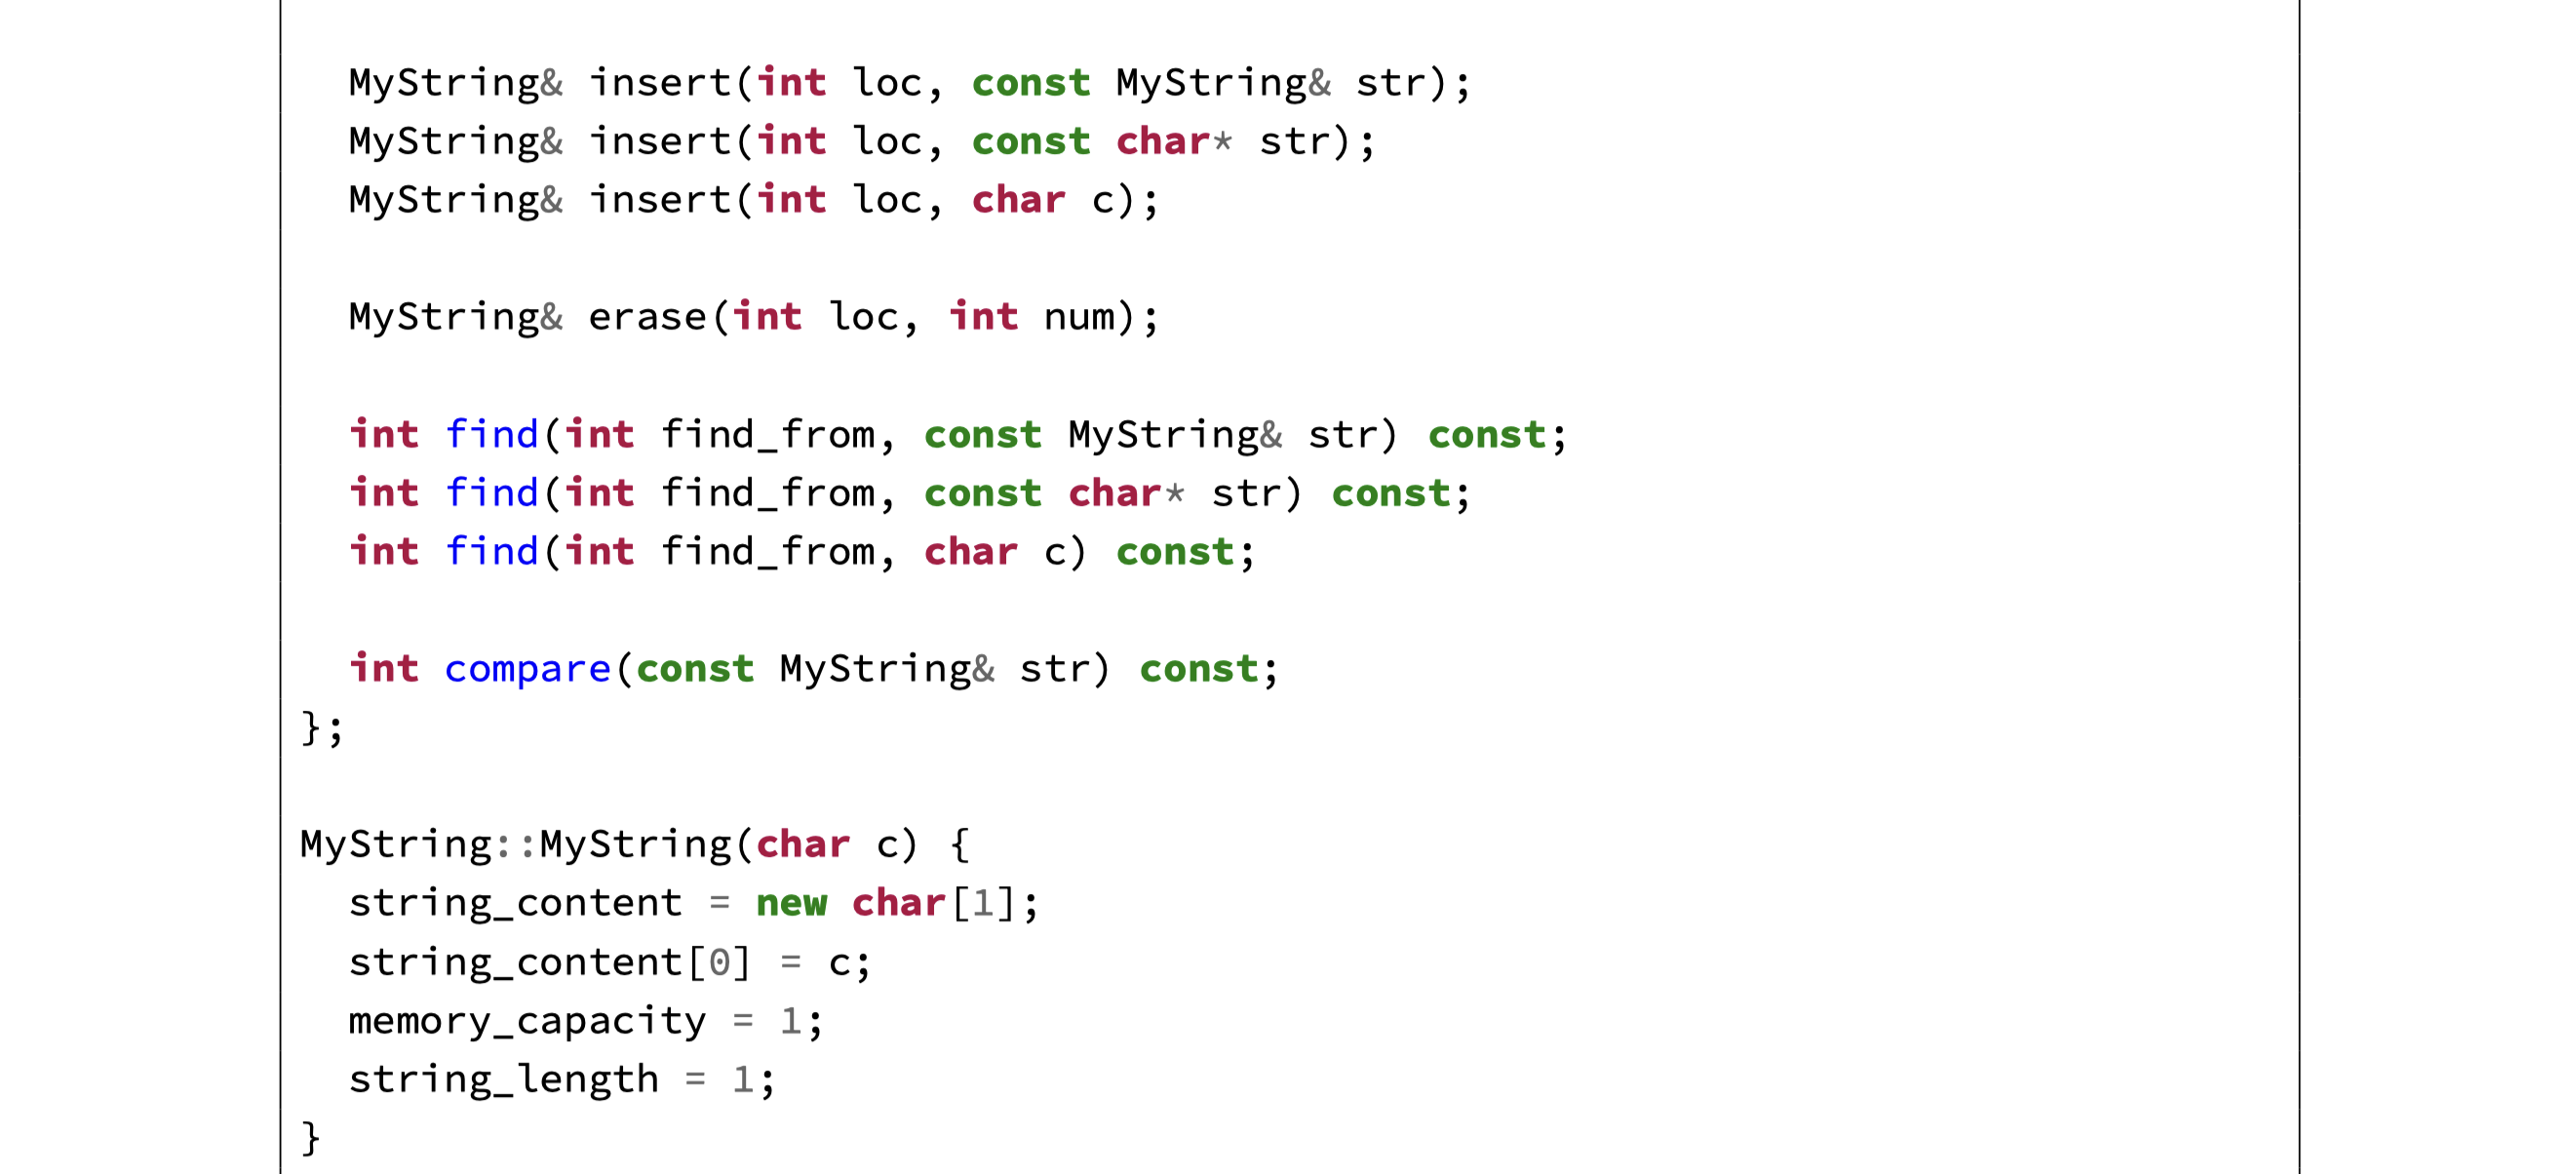 MyString& insert(int loc, const MyString& str);
MyString& insert(int loc, const char* str);
MyString& insert(int loc, char c);
MyString& erase(int loc, int num);
int find(int find_from, const MyString& str) const;
int find(int find_from, const char* str) const;
int find(int find_from, char c) const;
int compare(const MyString& str) const;
};
MyString::MyString(char c) {
string_content = new char[1];
string_content[0] = c;
memory_capacity = 1;
string_length = 1;
}